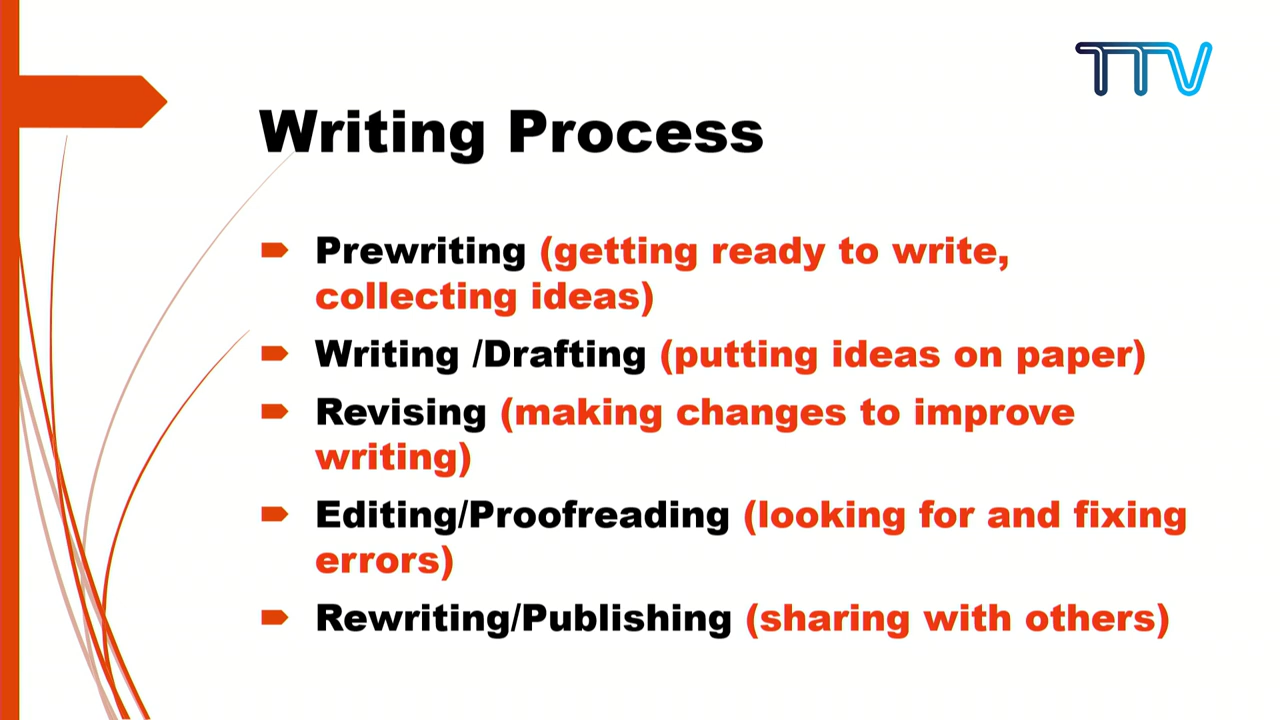 TTV
Writing Process
Prewriting (getting ready to write,
collecting ideas)
Writing /Drafting (putting ideas on paper)
Revising (making changes to improve
writing)
Editing/Proofreading (looking for and fixing
errors)
Rewriting/Publishing (sharing with others)